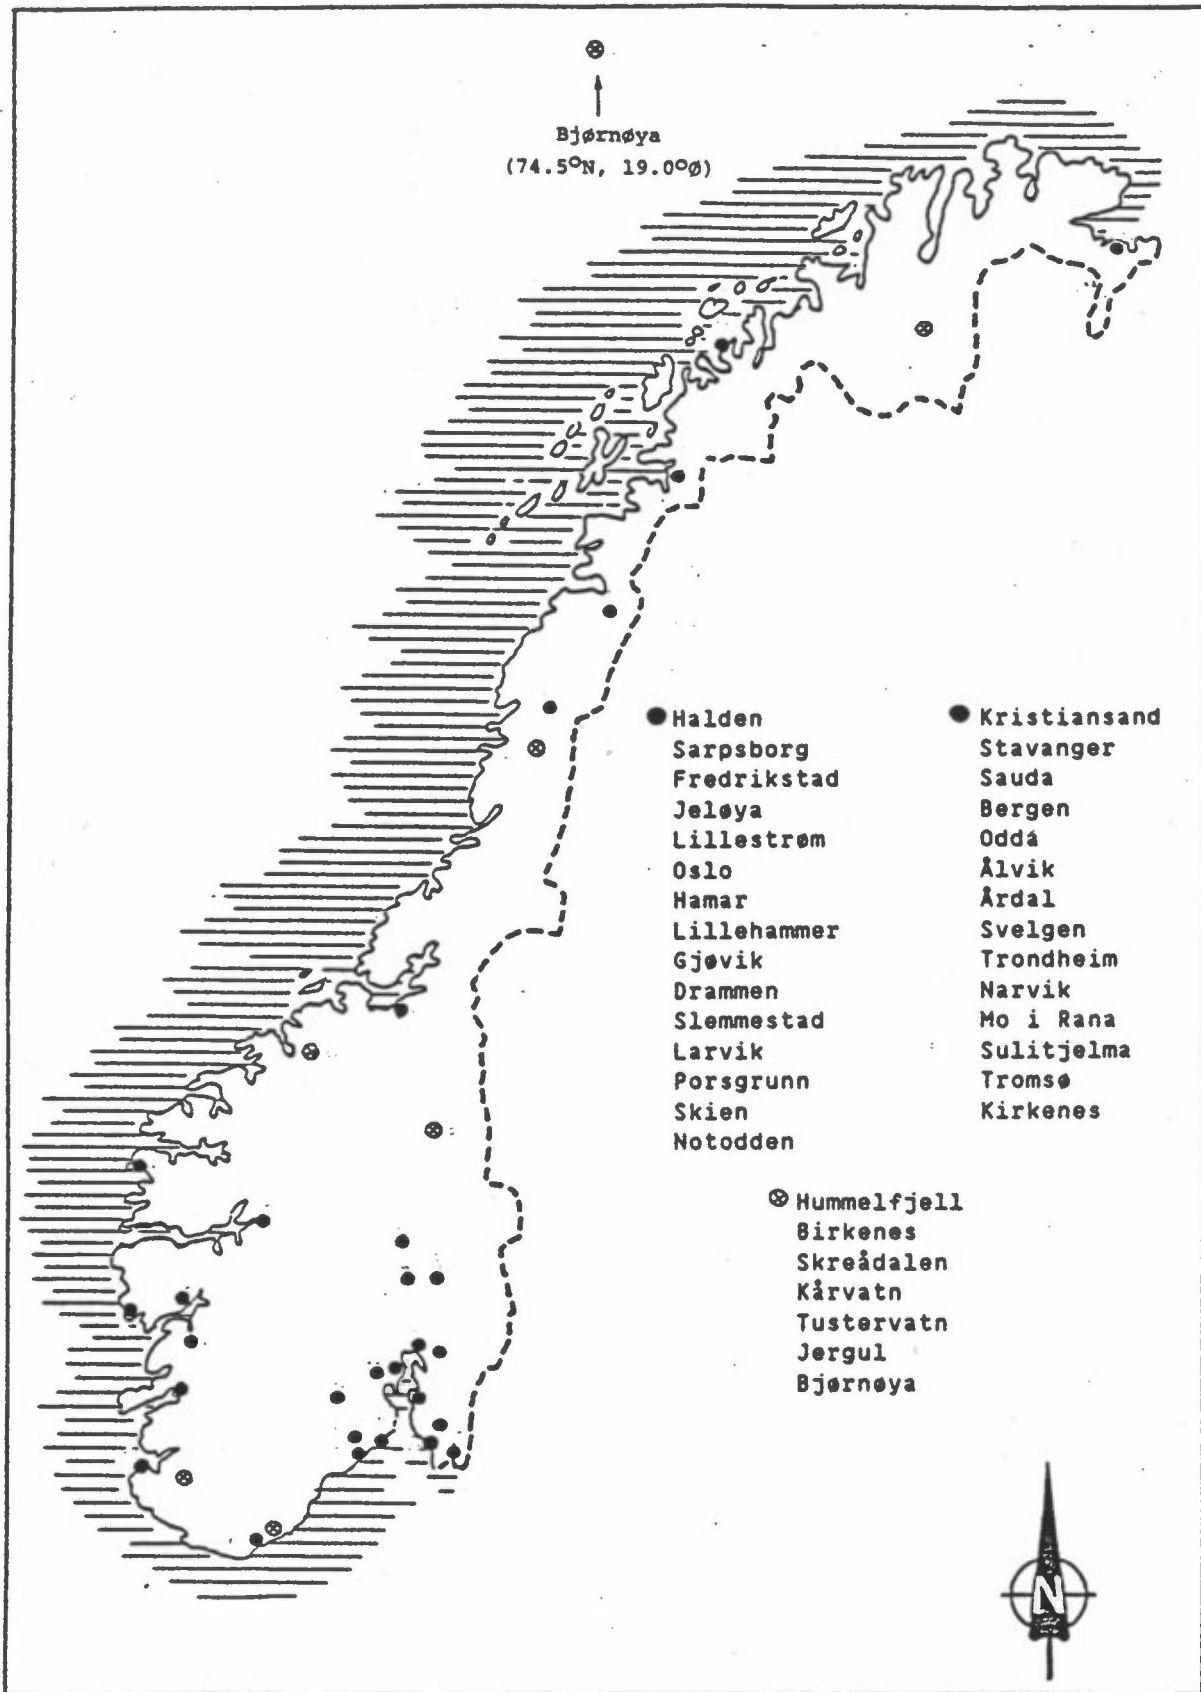 Bjørnøya
(74.5°N, 19.0°Ø)
Halden
Sarpsborg
Fredrikstad
Jeløya
Lillestrøm
Oslo
Hamar
Lillehammer
Gjøvik
Drammen
Slemmestad
Larvik
Porsgrunn
Skien
Notodden
Kristiansand
Stavanger
Sauda
Bergen
Odda
Ålvik
Årdal
Svelgen
Trondheim
Narvik
Mo i Rana
Sulitjelma
Tromsø
Kirkenes
Hummelfjell
Birkenes
Skreådalen
Kårvatn
Tustervatn
Jergul
Bjørnøya
N